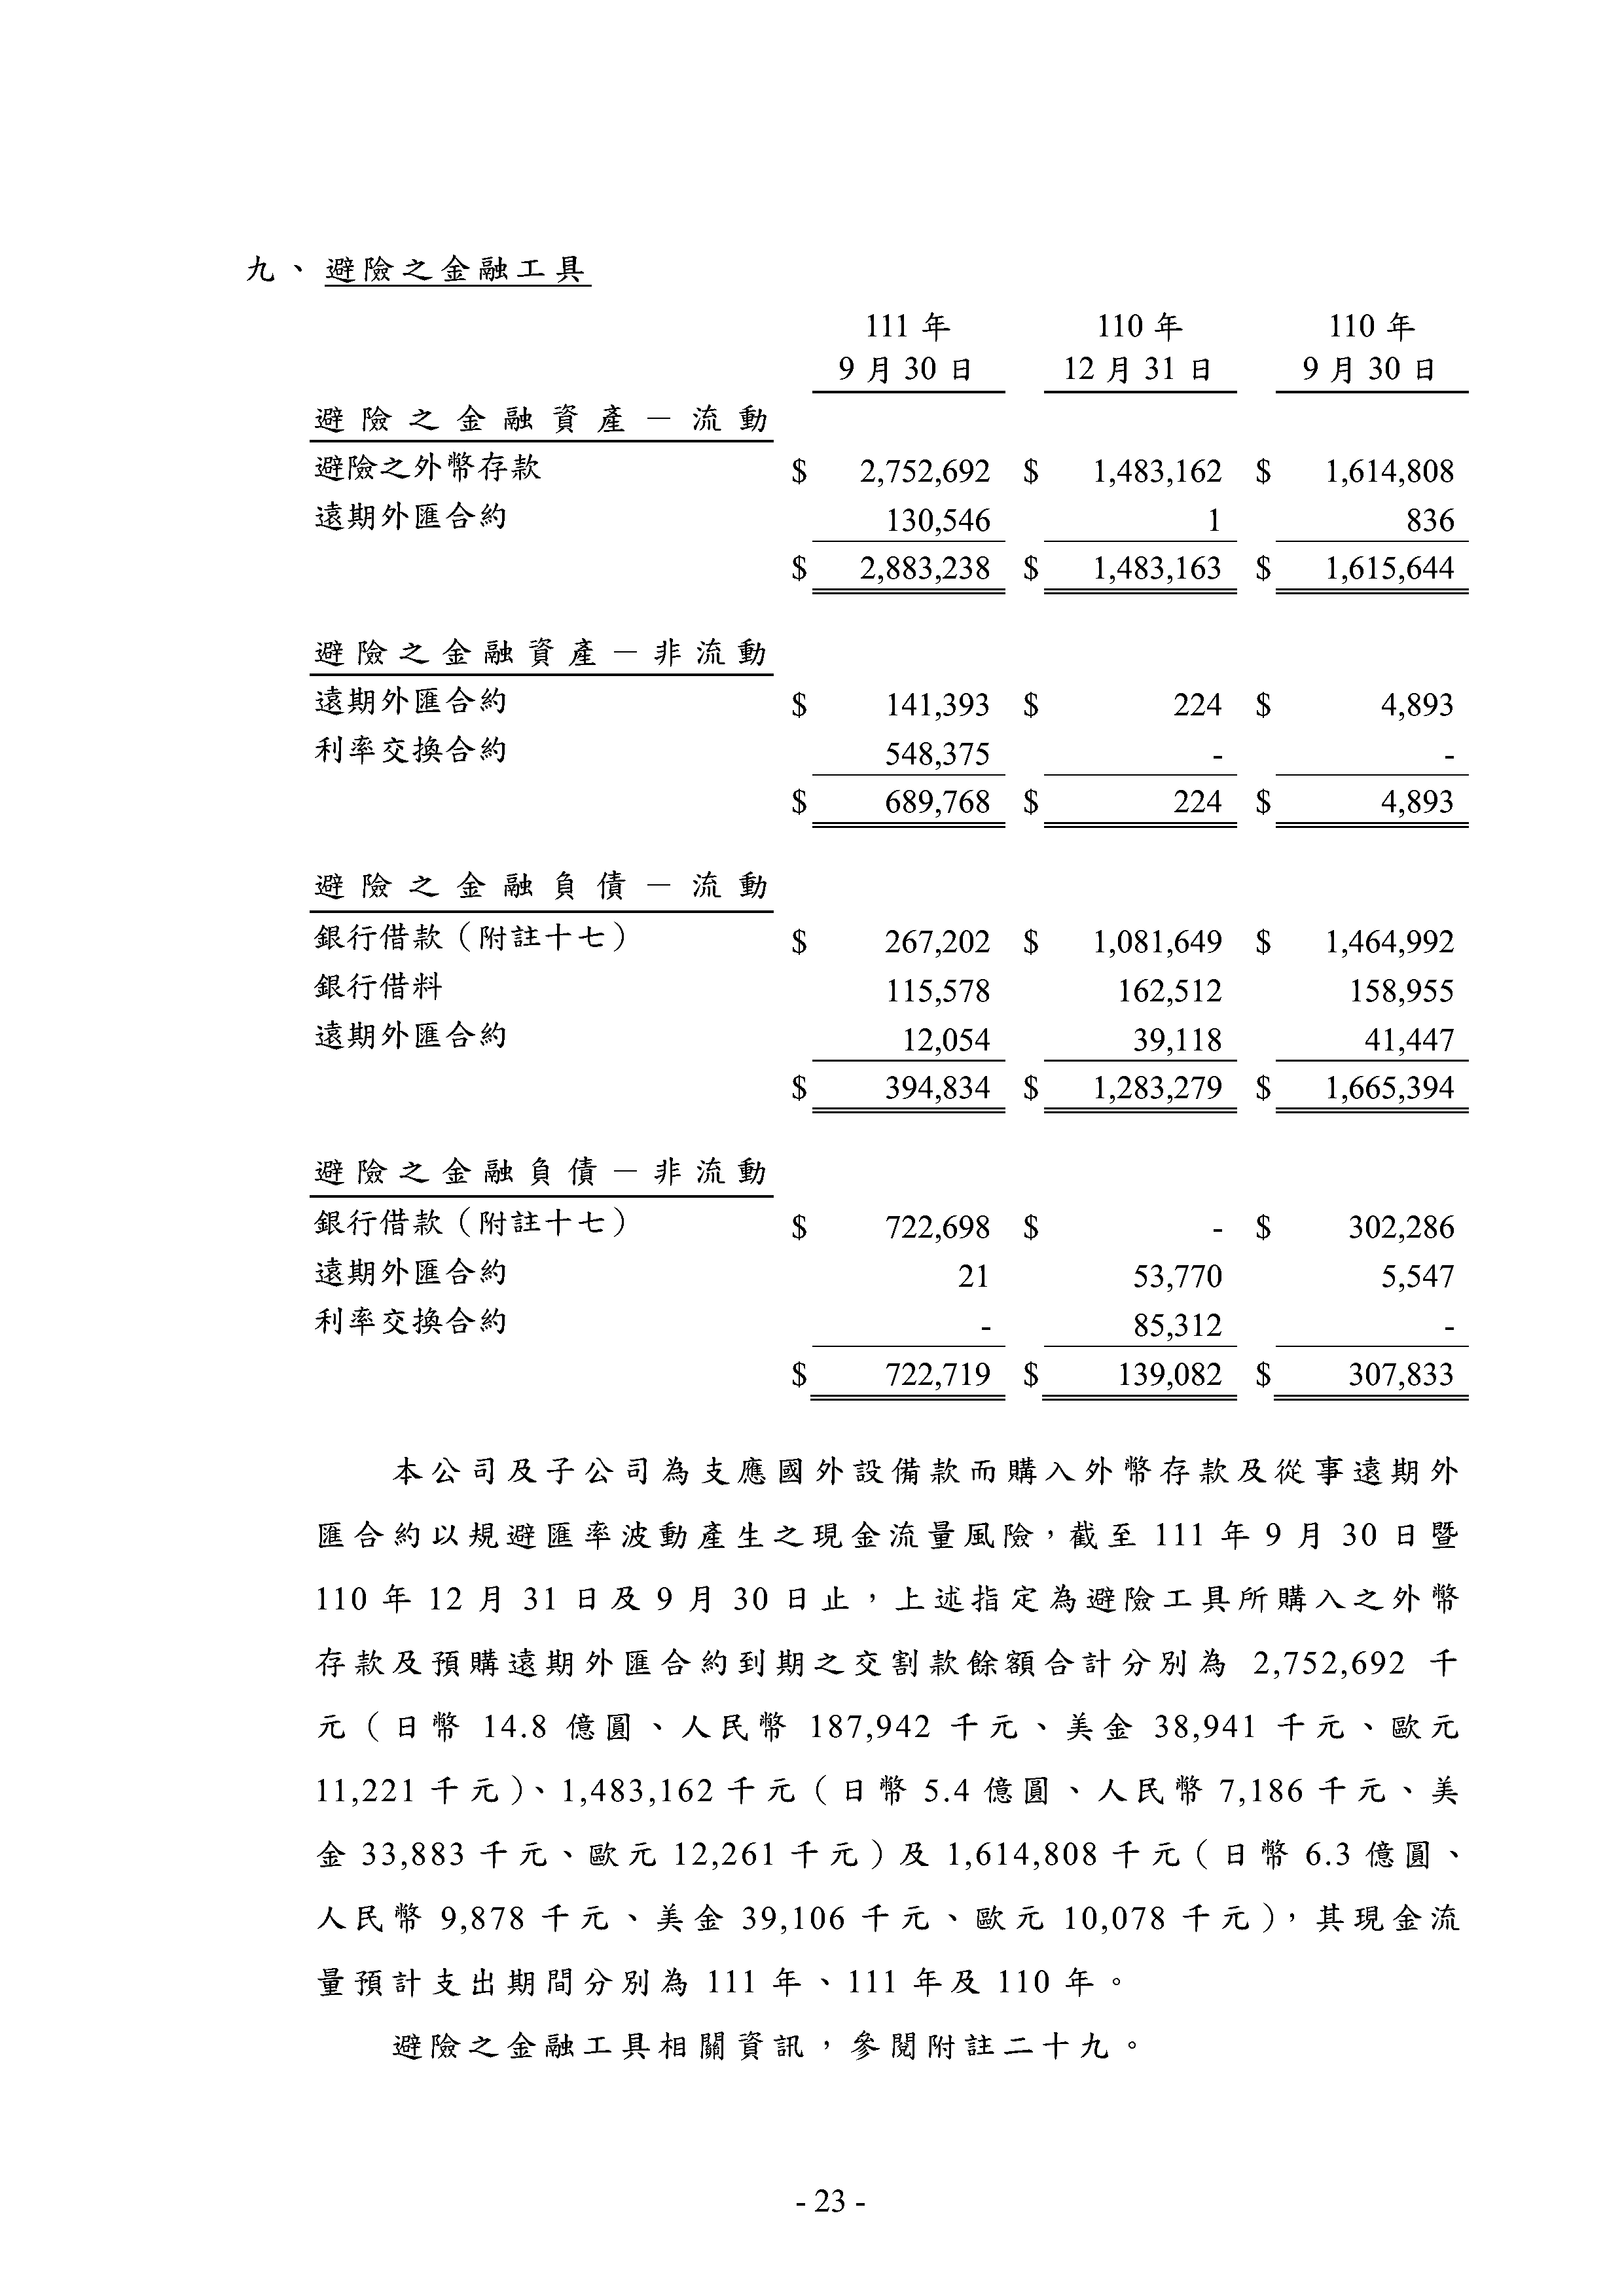 九、避險之金融工具
111 年 110 年 110 年
9 月 30 日 12 月 31 日 9 月 30 日
避險之金融資產－流動
避險之外幣存款 $ 2,752,692 $ 1,483,162 $ 1,614,808
遠期外匯合約 130,546 1 836
$ 2,883,238 $ 1,483,163 $ 1,615,644
避險之金融資產－非流動
遠期外匯合約 $ 141,393 $ 224 $ 4,893
利率交換合約 548,375 - -
$ 689,768 $ 224 $ 4,893
避險之金融負債－流動
銀行借款（附註十七） $ 267,202 $ 1,081,649 $ 1,464,992
銀行借料 115,578 162,512 158,955
遠期外匯合約 12,054 39,118 41,447
$ 394,834 $ 1,283,279 $ 1,665,394
避險之金融負債－非流動
銀行借款（附註十七） $ 722,698 $ - $ 302,286
遠期外匯合約 21 53,770 5,547
利率交換合約 - 85,312 -
$ 722,719 $ 139,082 $ 307,833
本公司及子公司為支應國外設備款而購入外幣存款及從事遠期外
匯合約以規避匯率波動產生之現金流量風險，截至 111 年 9 月 30 日暨
110 年 12 月 31 日及 9 月 30 日止，上述指定為避險工具所購入之外幣
存款及預購遠期外匯合約到期之交割款餘額合計分別為 2,752,692 千
元（日幣 14.8 億圓、人民幣 187,942 千元、美金 38,941 千元、歐元
11,221 千元）、1,483,162 千元（日幣 5.4 億圓、人民幣 7,186 千元、美
金 33,883 千元、歐元 12,261 千元）及 1,614,808 千元（日幣 6.3 億圓、
人民幣 9,878 千元、美金 39,106 千元、歐元 10,078 千元），其現金流
量預計支出期間分別為 111 年、111 年及 110 年。
避險之金融工具相關資訊，參閱附註二十九。
- 23 -